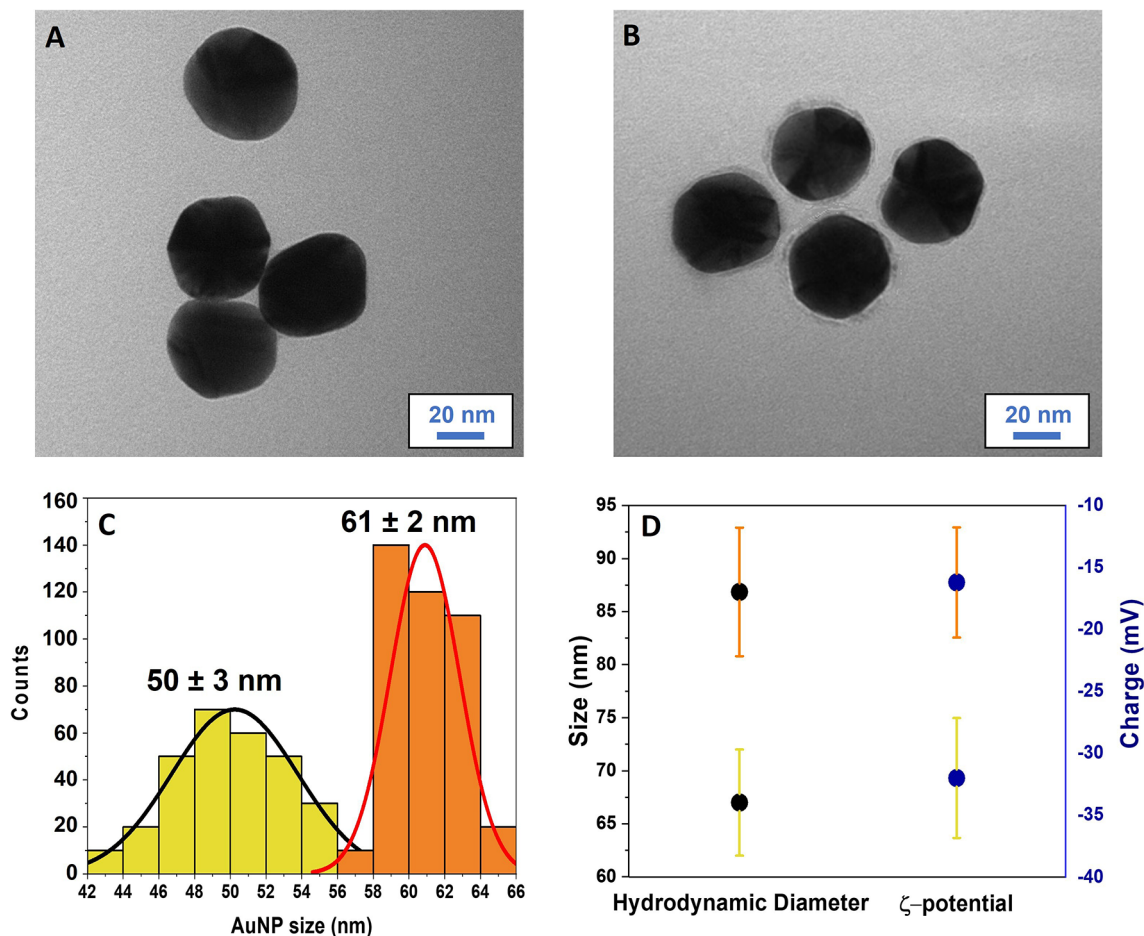 A
20 nm
B
20 nm
C
61 ± 2 nm
50 ± 3 nm
160
140
120
100
80
60
40
20
0
Counts
42 44 46 48 50 52 54 56 58 60 62 64 66
AuNP size (nm)
D
95
90
85
80
75
70
65
60
Size (nm)
-10
-15
-20
-25
-30
-35
-40
Charge (mV)
Hydrodynamic Diameter ζ–potential